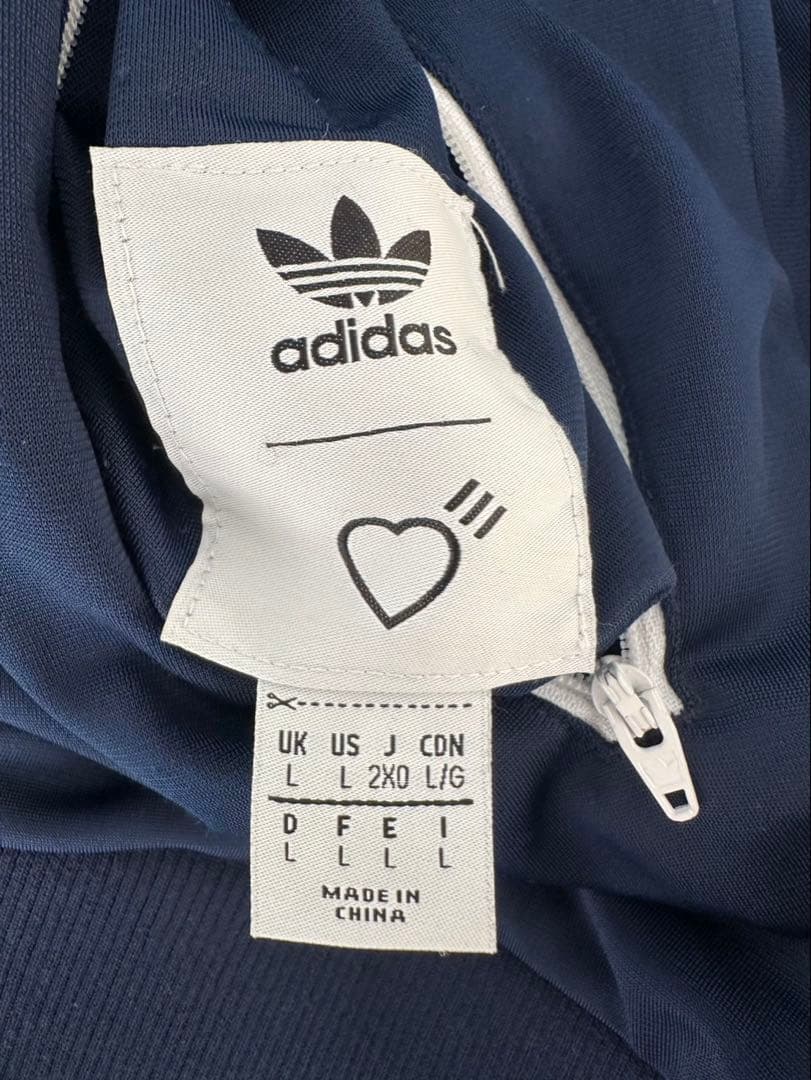 adidas
UK US J CDN
L L 2XO L/G
D F E I
L L L L
MADE IN
CHINA